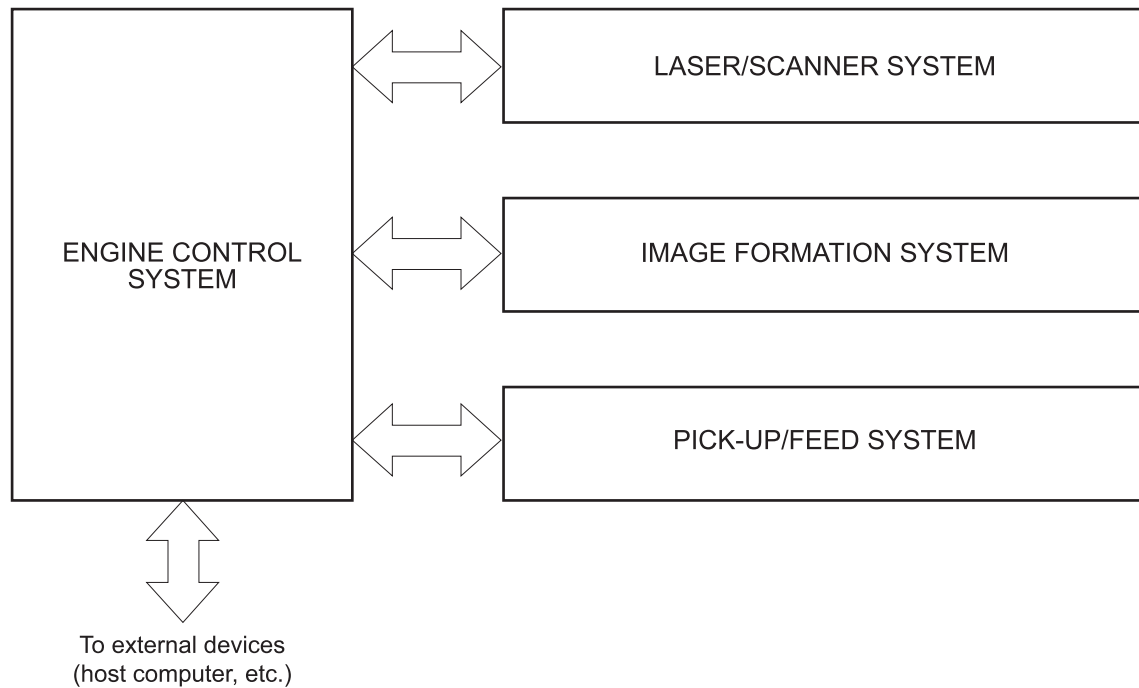 LASER/SCANNER SYSTEM
ENGINE CONTROL
SYSTEM
IMAGE FORMATION SYSTEM
PICK-UP/FEED SYSTEM
To external devices
(host computer, etc.)